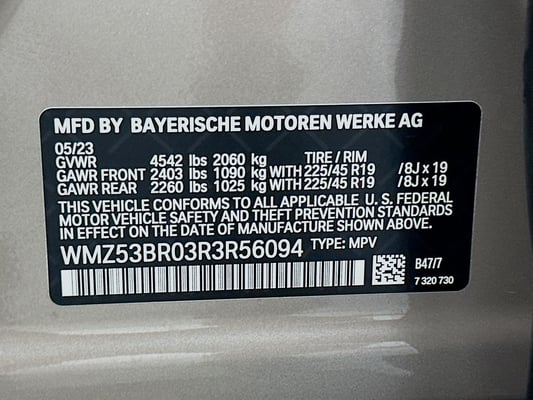 MFD BY BAYERISCHE MOTOREN WERKE AG
05/23
GVWR 4542 lbs 2060 kg TIRE / RIM
GAWR FRONT 2403 lbs 1090 kg WITH 225/45 R19 / 8J x 19
GAWR REAR 2260 lbs 1025 kg WITH 225/45 R19 / 8J x 19
THIS VEHICLE CONFORMS TO ALL APPLICABLE U. S. FEDERAL
MOTOR VEHICLE SAFETY, BUMPER, AND THEFT PREVENTION STANDARDS
IN EFFECT ON THE DATE OF MANUFACTURE SHOWN ABOVE.
WMZ53BR03R3R56094 TYPE: MPV
B47/7
7 320 730